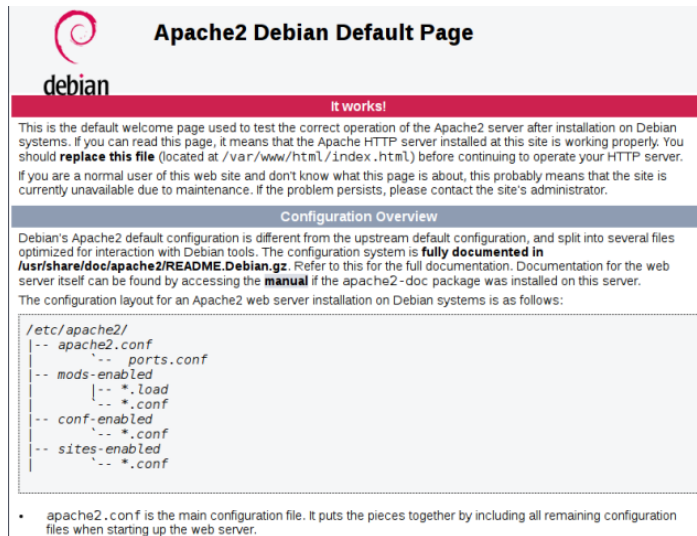 Apache2 Debian Default Page
debian
It works!
This is the default welcome page used to test the correct operation of the Apache2 server after installation on Debian
systems. If you can read this page, it means that the Apache HTTP server installed at this site is working properly. You
should replace this file (located at /var/www/html/index.html) before continuing to operate your HTTP server.
If you are a normal user of this web site and don't know what this page is about, this probably means that the site is
currently unavailable due to maintenance. If the problem persists, please contact the site's administrator.
Configuration Overview
Debian's Apache2 default configuration is different from the upstream default configuration, and split into several files
optimized for interaction with Debian tools. The configuration system is fully documented in
/usr/share/doc/apache2/README.Debian.gz. Refer to this for the full documentation. Documentation for the web
server itself can be found by accessing the manual if the apache2-doc package was installed on this server.
The configuration layout for an Apache2 web server installation on Debian systems is as follows:
/etc/apache2/
|-- apache2.conf
|       `--  ports.conf
|-- mods-enabled
|       |-- *.load
|       `-- *.conf
|-- conf-enabled
|       `-- *.conf
|-- sites-enabled
|       `-- *.conf
• apache2.conf is the main configuration file. It puts the pieces together by including all remaining configuration
files when starting up the web server.